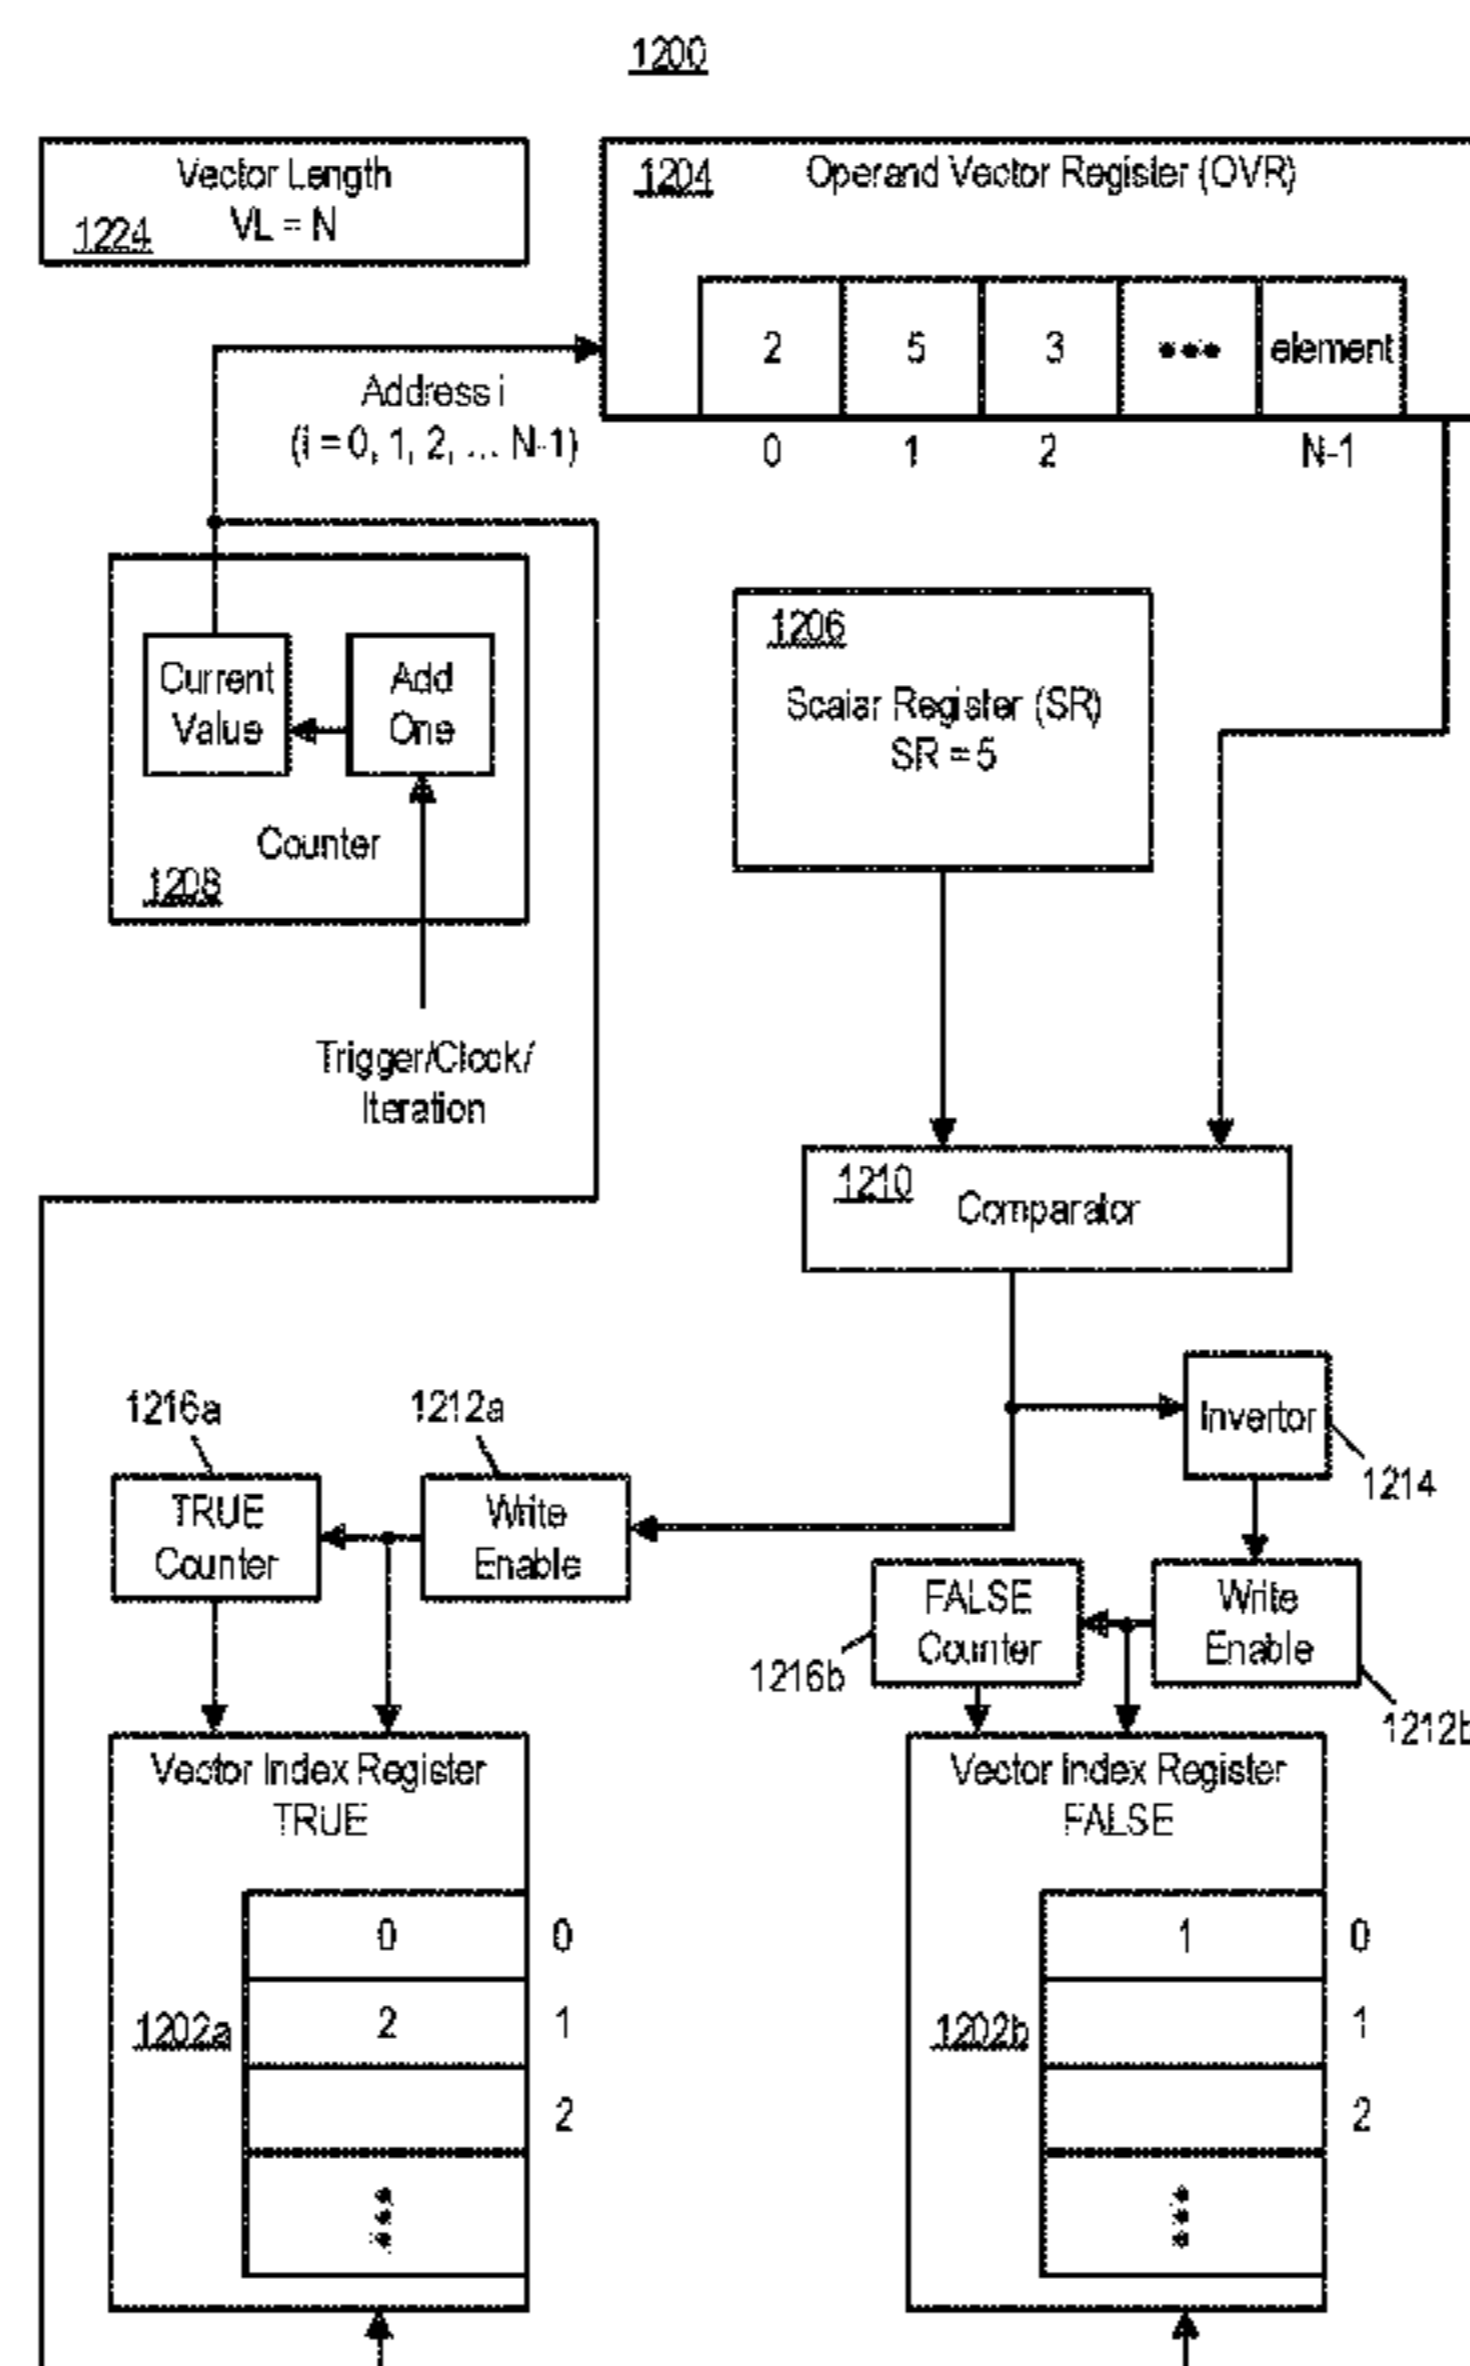 1200
Vector Length
VL = N
1224
1204
Operand Vector Register (OVR)
2
5
3
•••
element
0
1
2
N-1
Address i
(i = 0, 1, 2, ... N-1)
Current
Value
Add
One
Counter
1208
Trigger/Clock/
Iteration
1206
Scalar Register (SR)
SR = 5
1210
Comparator
Invertor
1214
1216a
1212a
TRUE
Counter
Write
Enable
FALSE
Counter
1216b
Write
Enable
1212b
Vector Index Register
TRUE
1202a
0
0
2
1
2
Vector Index Register
FALSE
1202b
1
0
1
2